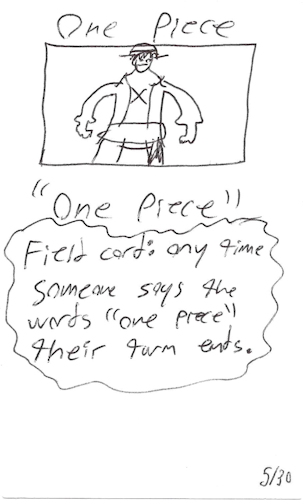 One Piece
"One Piece"
Field card: any time
someone says the
words "one piece"
their turn ends.
5/30